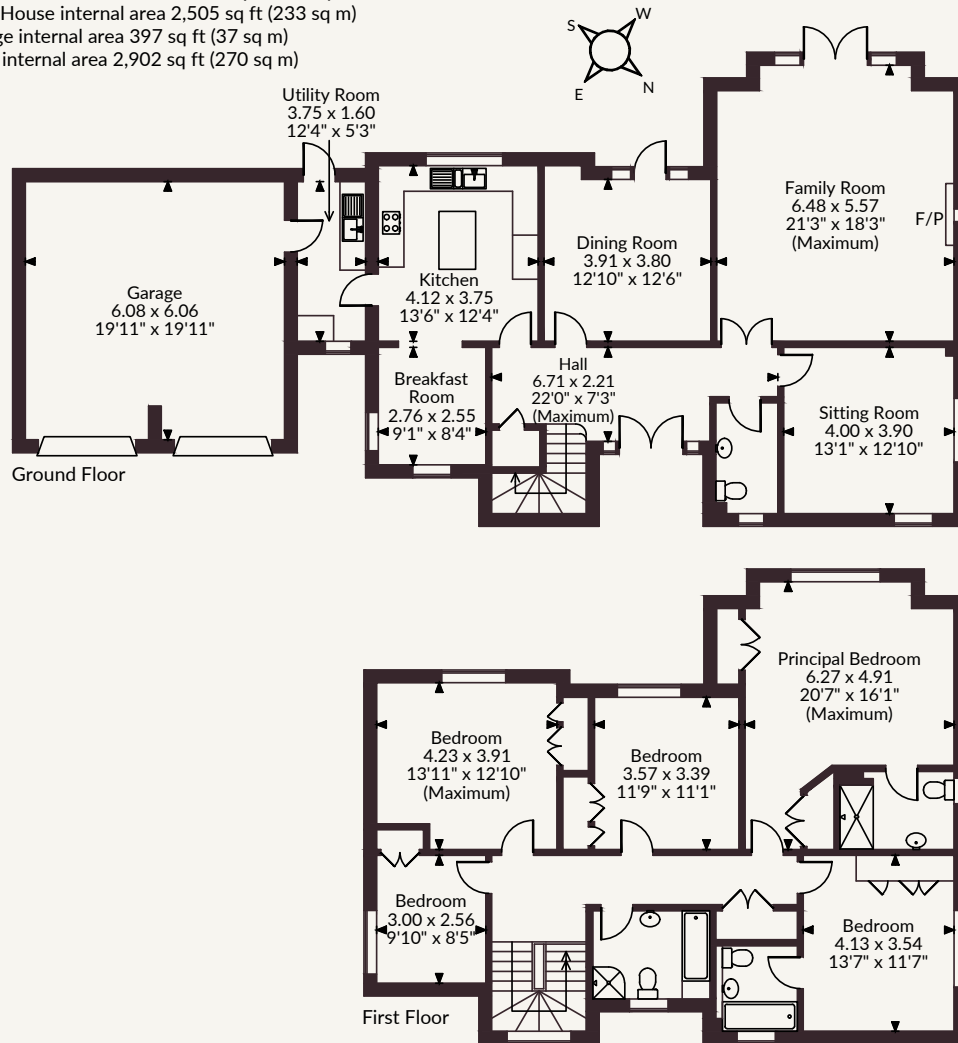 House internal area 2,505 sq ft (233 sq m)
internal area 397 sq ft (37 sq m)
internal area 2,902 sq ft (270 sq m)
S
W
E
N
Utility Room
3.75 x 1.60
12'4" x 5'3"
Family Room
6.48 x 5.57
21'3" x 18'3"
(Maximum)
F/P
Dining Room
3.91 x 3.80
12'10" x 12'6"
Kitchen
4.12 x 3.75
13'6" x 12'4"
Garage
6.08 x 6.06
19'11" x 19'11"
Hall
6.71 x 2.21
22'0" x 7'3"
(Maximum)
Breakfast
Room
2.76 x 2.55
9'1" x 8'4"
Sitting Room
4.00 x 3.90
13'1" x 12'10"
Ground Floor
Principal Bedroom
6.27 x 4.91
20'7" x 16'1"
(Maximum)
Bedroom
4.23 x 3.91
13'11" x 12'10"
(Maximum)
Bedroom
3.57 x 3.39
11'9" x 11'1"
Bedroom
3.00 x 2.56
9'10" x 8'5"
Bedroom
4.13 x 3.54
13'7" x 11'7"
First Floor